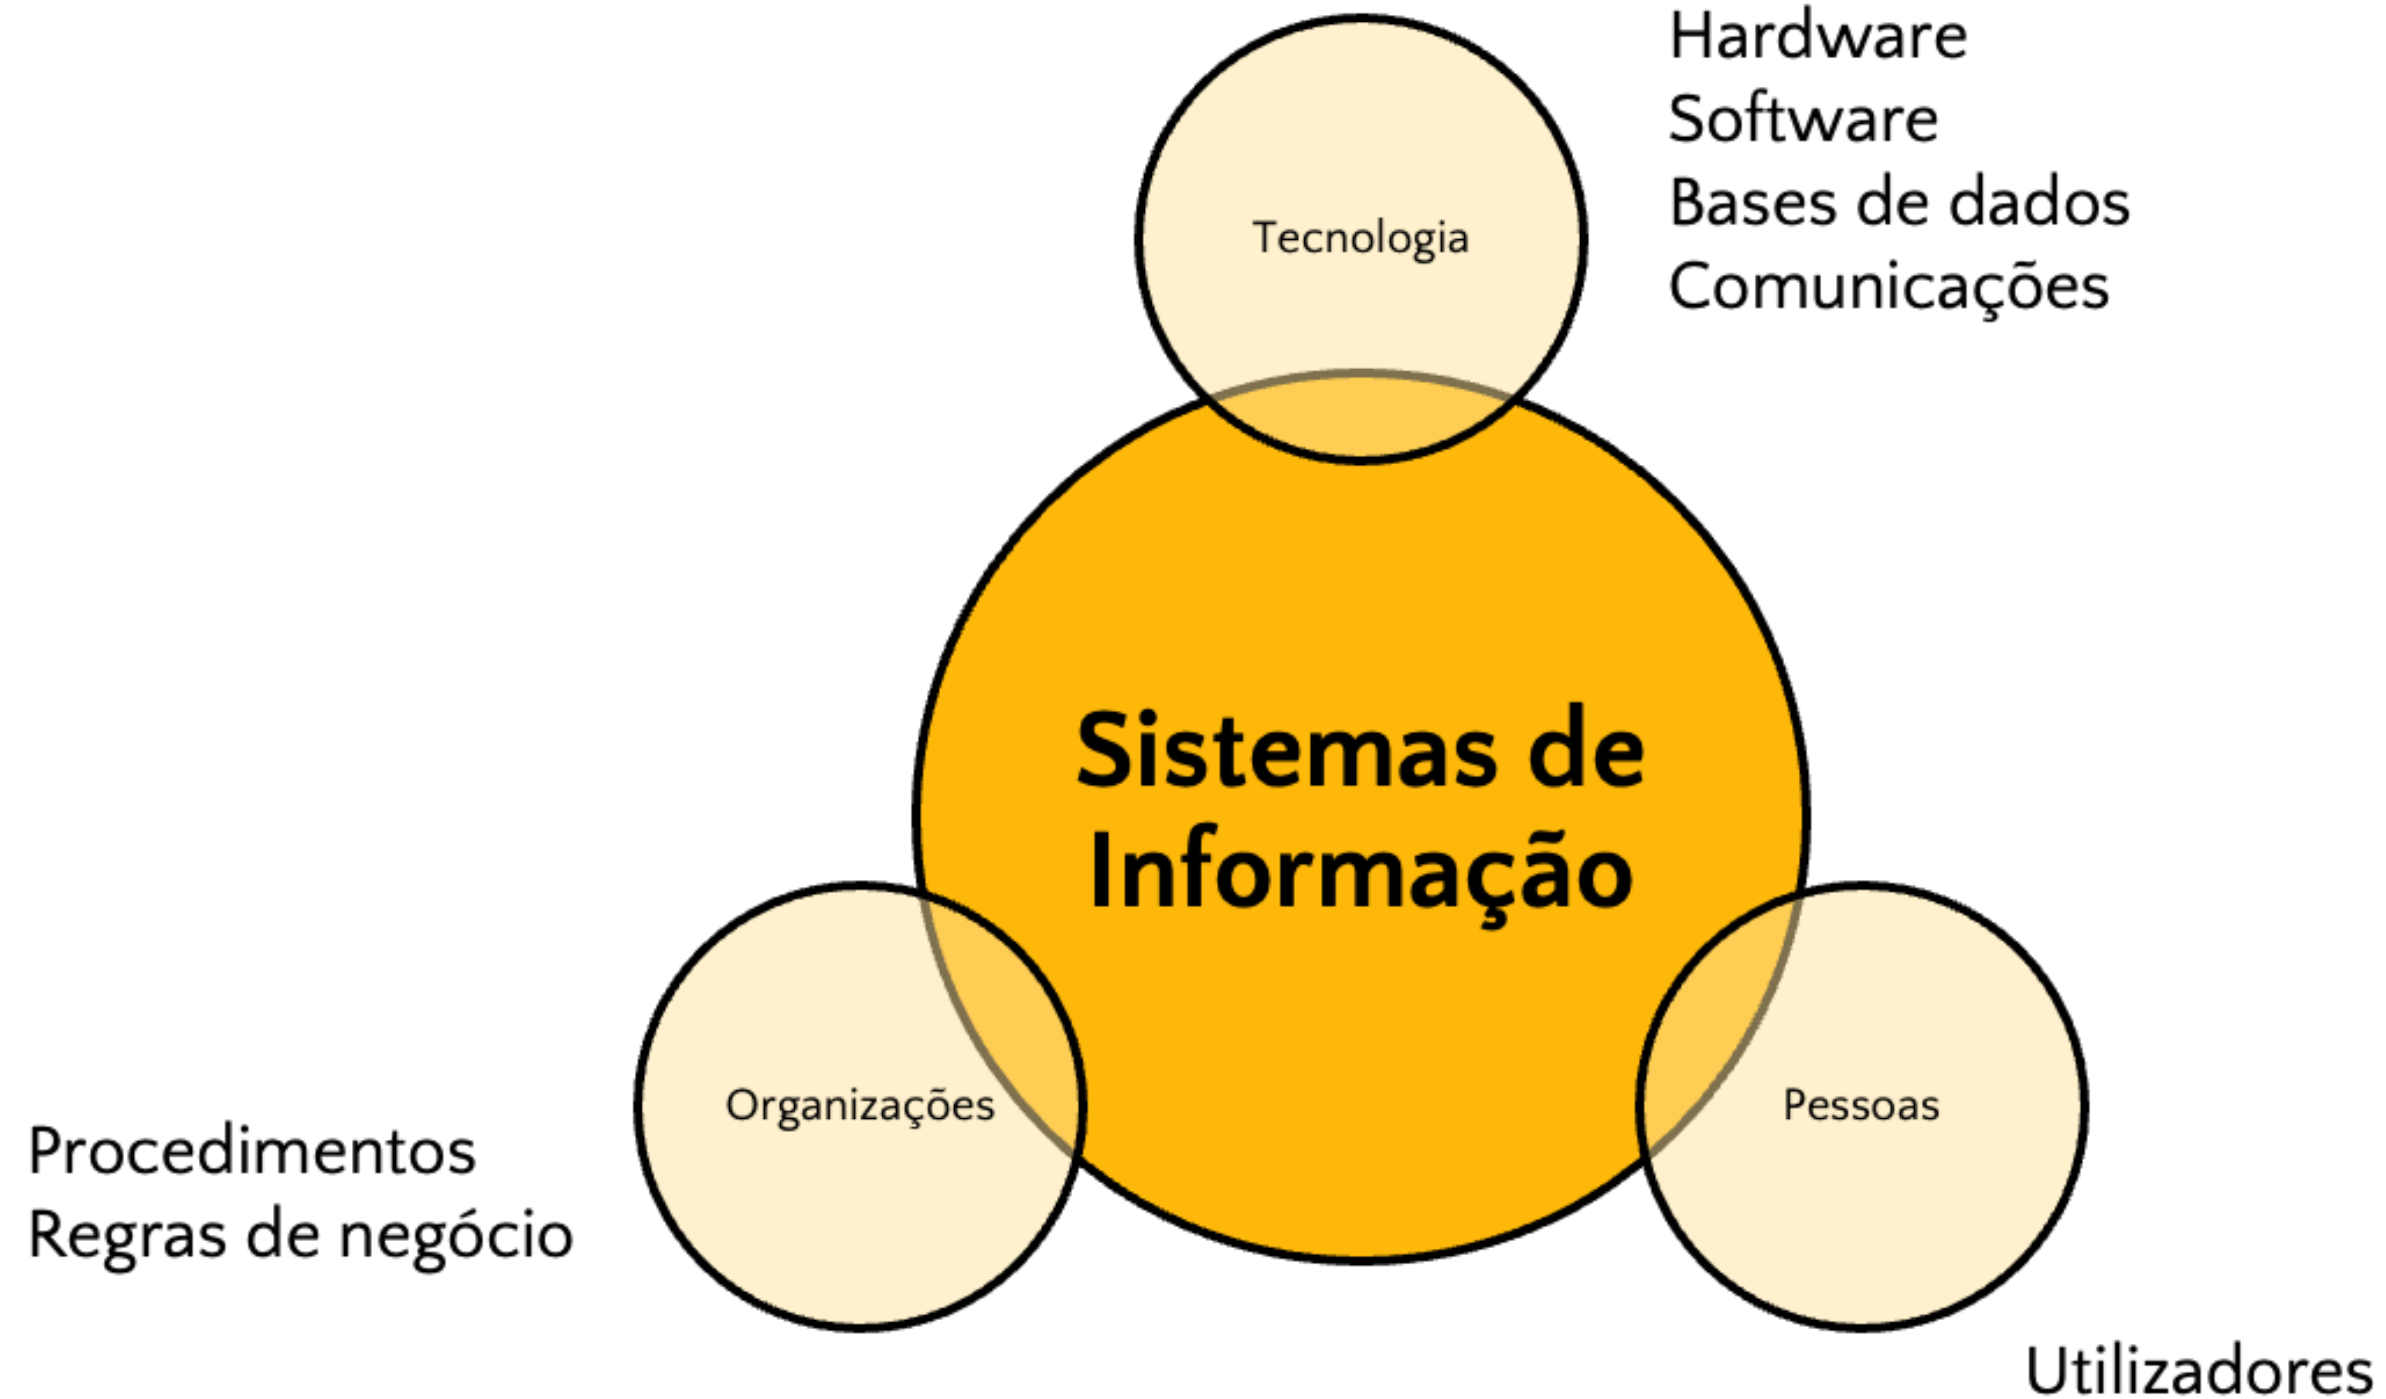 Hardware
Software
Bases de dados
Comunicações
Tecnologia
Sistemas de
Informação
Organizações
Procedimentos
Regras de negócio
Pessoas
Utilizadores